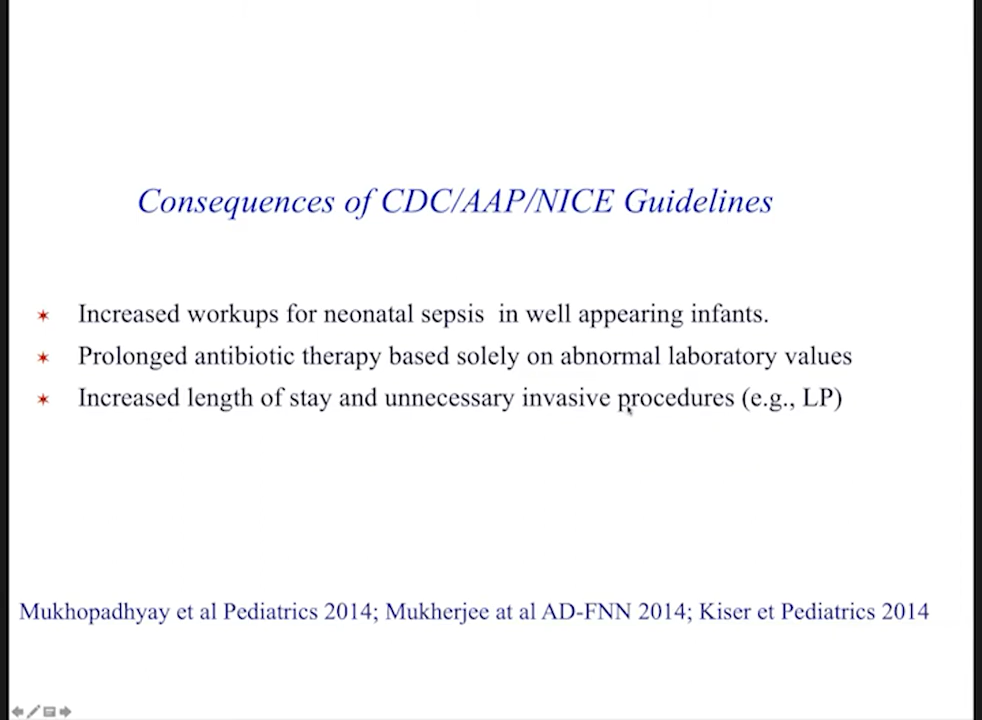 Consequences of CDC/AAP/NICE Guidelines
Increased workups for neonatal sepsis in well appearing infants.
Prolonged antibiotic therapy based solely on abnormal laboratory values
Increased length of stay and unnecessary invasive procedures (e.g., LP)
Mukhopadhyay et al Pediatrics 2014; Mukherjee at al AD-FNN 2014; Kiser et Pediatrics 2014